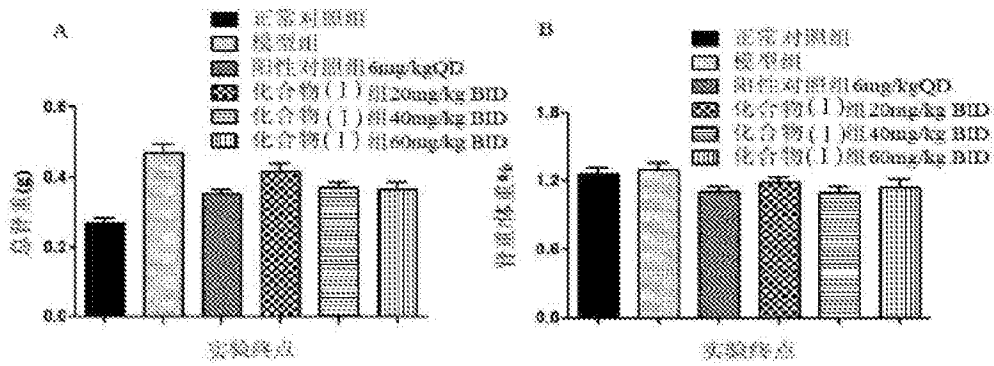 A
正常对照组
模型组
阳性对照组6mg/kgQD
化合物(I)组20mg/kg BID
化合物(I)组40mg/kg BID
化合物(I)组60mg/kg BID
0.6
0.4
0.2
0.0
总肾重(g)
实验终点
B
正常对照组
模型组
阳性对照组6mg/kgQD
化合物(I)组20mg/kg BID
化合物(I)组40mg/kg BID
化合物(I)组60mg/kg BID
1.8
1.2
0.6
0.0
实验终点